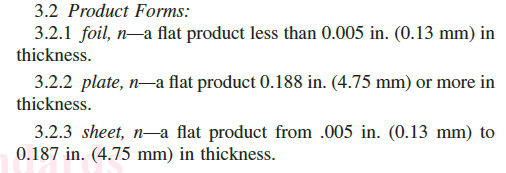 3.2 Product Forms:
3.2.1 foil, n—a flat product less than 0.005 in. (0.13 mm) in
thickness.
3.2.2 plate, n—a flat product 0.188 in. (4.75 mm) or more in
thickness.
3.2.3 sheet, n—a flat product from .005 in. (0.13 mm) to
0.187 in. (4.75 mm) in thickness.